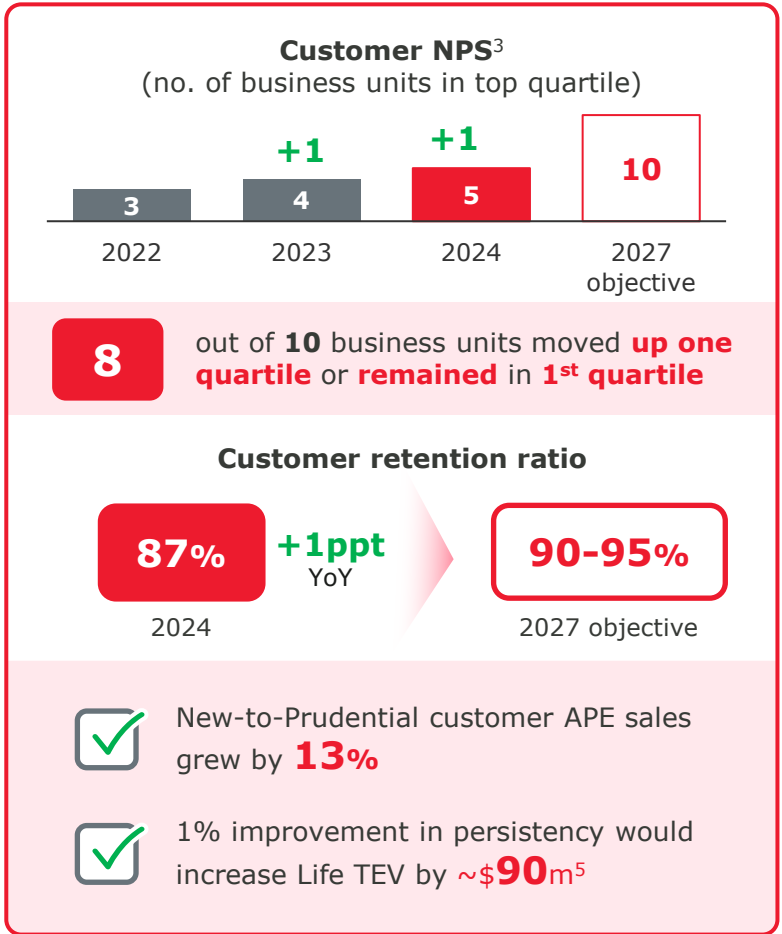 Customer NPS³
(no. of business units in top quartile)
+1 +1
3 4 5 10
2022 2023 2024 2027
objective
8
out of 10 business units moved up one
quartile or remained in 1st quartile
Customer retention ratio
87% +1ppt 90-95%
YoY
2024 2027 objective
New-to-Prudential customer APE sales
grew by 13%
1% improvement in persistency would
increase Life TEV by ~$90m⁵